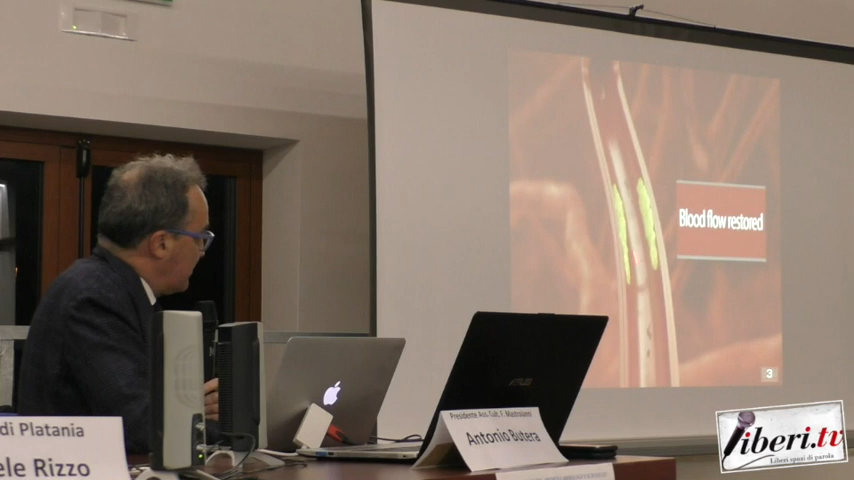 Blood flow restored
3
Presidente Ass. Cult. F. Mastroianni
Antonio Butera
di Platania
ele Rizzo
liberi.tv
Liberi spazi di parola